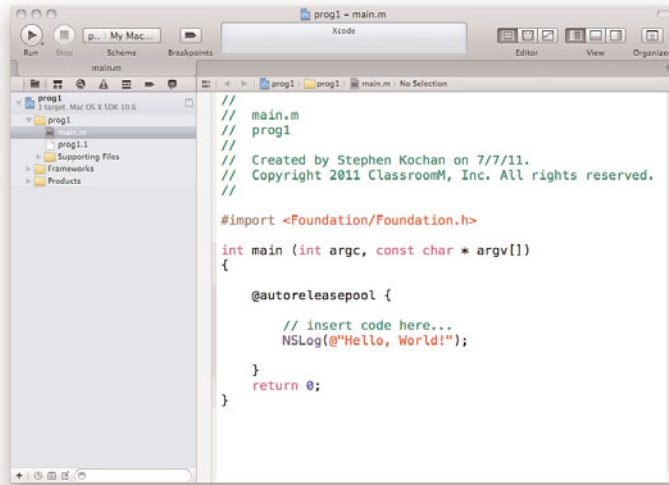 prog1 – main.m
Run
Stop
p... › My Mac...
Scheme
Breakpoints
Xcode
Editor
View
Organizer
main.m
prog1 › prog1 › main.m › No Selection
prog1
1 target, Mac OS X SDK 10.6
prog1
main.m
prog1.1
Supporting Files
Frameworks
Products
//
//  main.m
//  prog1
//
//  Created by Stephen Kochan on 7/7/11.
//  Copyright 2011 ClassroomM, Inc. All rights reserved.
//
#import <Foundation/Foundation.h>
int main (int argc, const char * argv[])
{
@autoreleasepool {
// insert code here...
NSLog(@"Hello, World!");
}
return 0;
}